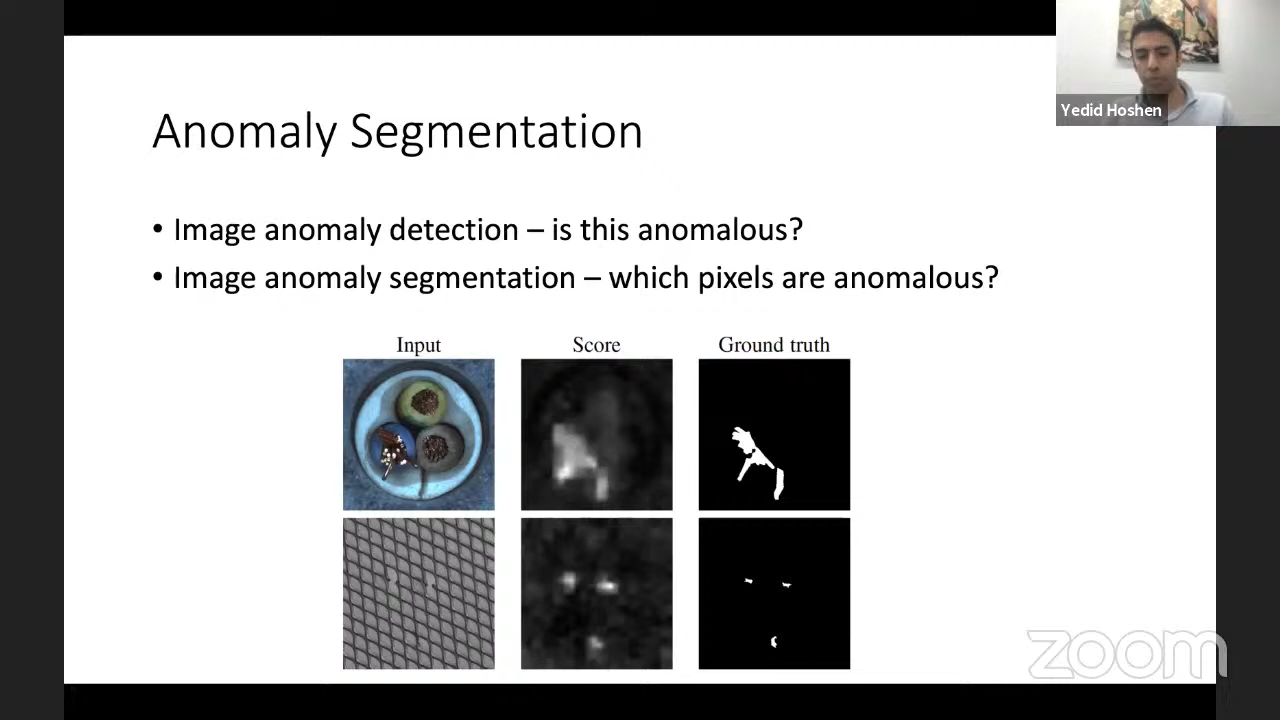 Yedid Hoshen
Anomaly Segmentation
• Image anomaly detection – is this anomalous?
• Image anomaly segmentation – which pixels are anomalous?
Input Score Ground truth
zoom